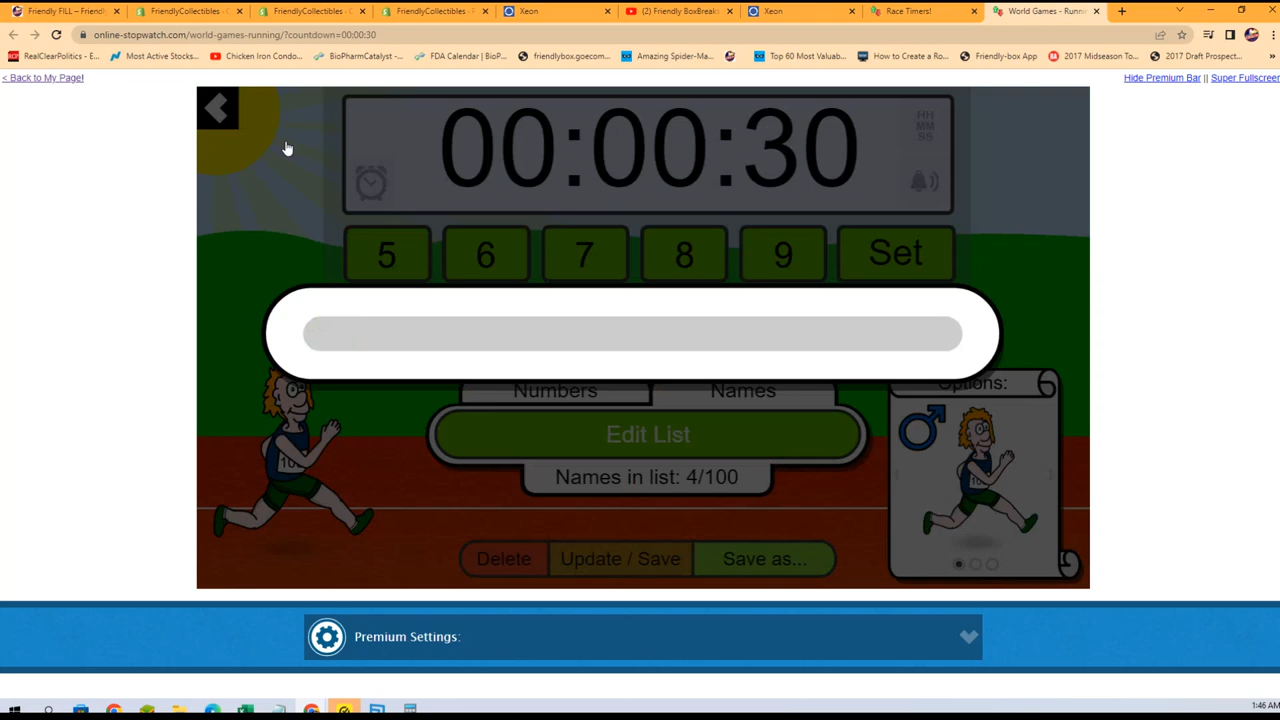 Friendly FILL – Friendly
FriendlyCollectibles - C
FriendlyCollectibles - C
FriendlyCollectibles - F
Xeon
(2) Friendly BoxBreaks
Xeon
Race Timers!
World Games - Runni
online-stopwatch.com/world-games-running/?countdown=00:00:30
RealClearPolitics - E...
Most Active Stocks...
Chicken Iron Condo...
BioPharmCatalyst -...
FDA Calendar | BioP...
friendlybox.goecom...
Amazing Spider-Ma...
Top 60 Most Valuab...
How to Create a Ro...
Friendly-box App
2017 Midseason To...
2017 Draft Prospect...
< Back to My Page!
Hide Premium Bar || Super Fullscreen
00:00:30
HH
MM
SS
5 6 7 8 9 Set
Numbers Names
Options:
Edit List
Names in list: 4/100
Delete Update / Save Save as...
Premium Settings:
1:46 AM